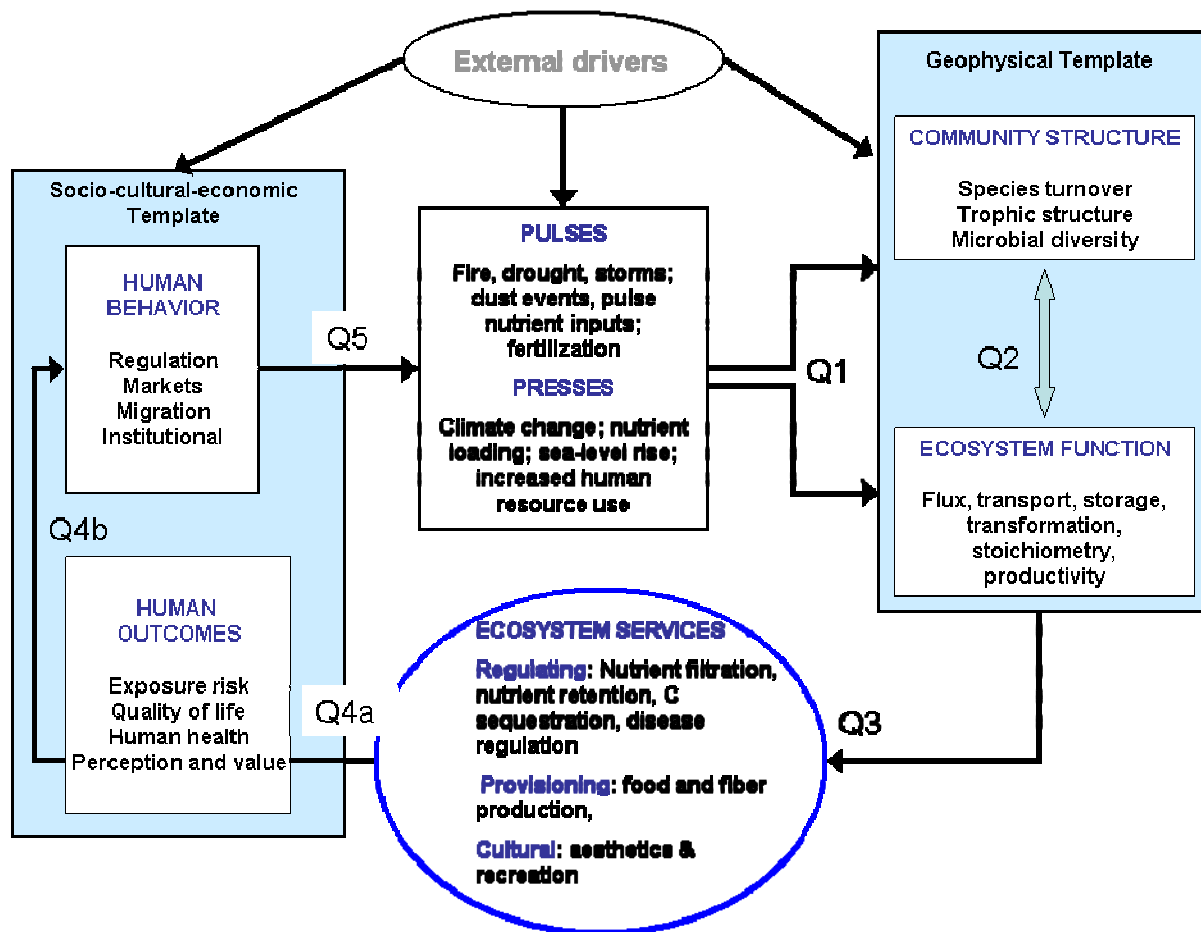 External drivers
Geophysical Template
COMMUNITY STRUCTURE
Species turnover
Trophic structure
Microbial diversity
Socio-cultural-economic
Template
HUMAN
BEHAVIOR
Regulation
Markets
Migration
Institutional
Q5
PULSES
Fire, drought, storms;
dust events, pulse
nutrient inputs;
fertilization
PRESSES
Climate change; nutrient
loading; sea-level rise;
increased human
resource use
Q1
Q2
ECOSYSTEM FUNCTION
Flux, transport, storage,
transformation,
stoichiometry,
productivity
Q4b
HUMAN
OUTCOMES
Exposure risk
Quality of life
Human health
Perception and value
Q4a
ECOSYSTEM SERVICES
Regulating: Nutrient filtration,
nutrient retention, C
sequestration, disease
regulation
Provisioning: food and fiber
production,
Cultural: aesthetics &
recreation
Q3